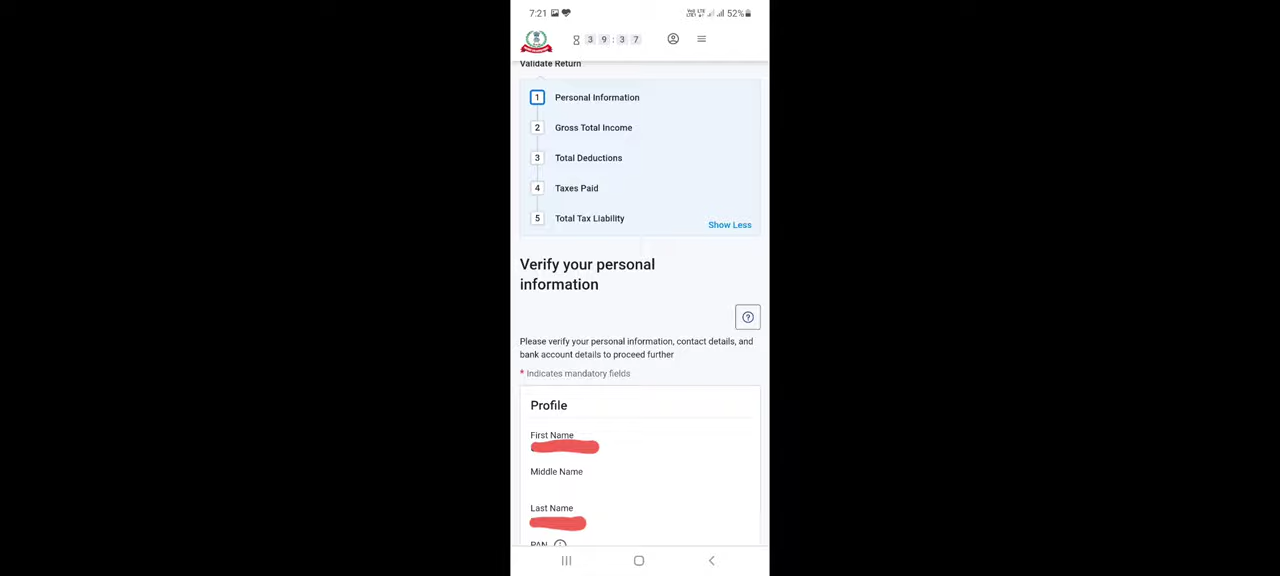 7:21 52%
3 9 : 3 7
Validate Return
1 Personal Information
2 Gross Total Income
3 Total Deductions
4 Taxes Paid
5 Total Tax Liability
Show Less
Verify your personal
information
Please verify your personal information, contact details, and
bank account details to proceed further
* Indicates mandatory fields
Profile
First Name
Middle Name
Last Name
PAN